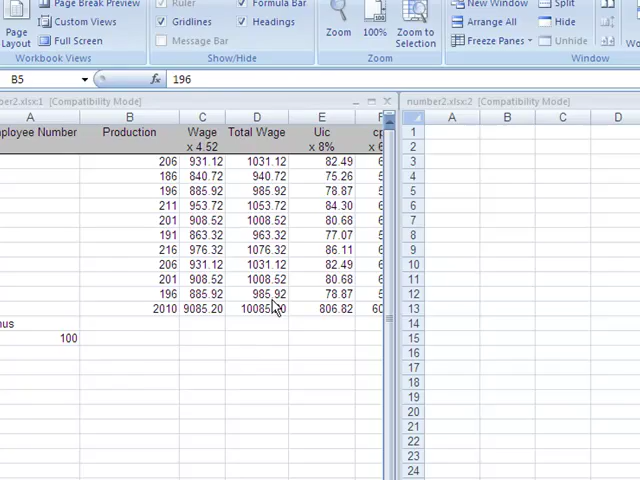 Page Break Preview
Ruler
Formula Bar
New Window
Split
Page
Layout
Custom Views
Gridlines
Headings
Zoom
100%
Zoom to
Selection
Arrange All
Hide
Full Screen
Message Bar
Freeze Panes
Unhide
Workbook Views
Show/Hide
Zoom
Window
B5
fx
196
ber2.xlsx:1 [Compatibility Mode]
number2.xlsx:2 [Compatibility Mode]
A B C D E F
A B C D
ployee Number Production Wage Total Wage Uic cp
x 4.52 x 8% x 6
206 931.12 1031.12 82.49 6
186 840.72 940.72 75.26 5
196 885.92 985.92 78.87 5
211 953.72 1053.72 84.30 6
201 908.52 1008.52 80.68 6
191 863.32 963.32 77.07 5
216 976.32 1076.32 86.11 6
206 931.12 1031.12 82.49 6
201 908.52 1008.52 80.68 6
196 885.92 985.92 78.87 5
2010 9085.20 10085.20 806.82 60
nus
100
1
2
3
4
5
6
7
8
9
10
11
12
13
14
15
16
17
18
19
20
21
22
23
24